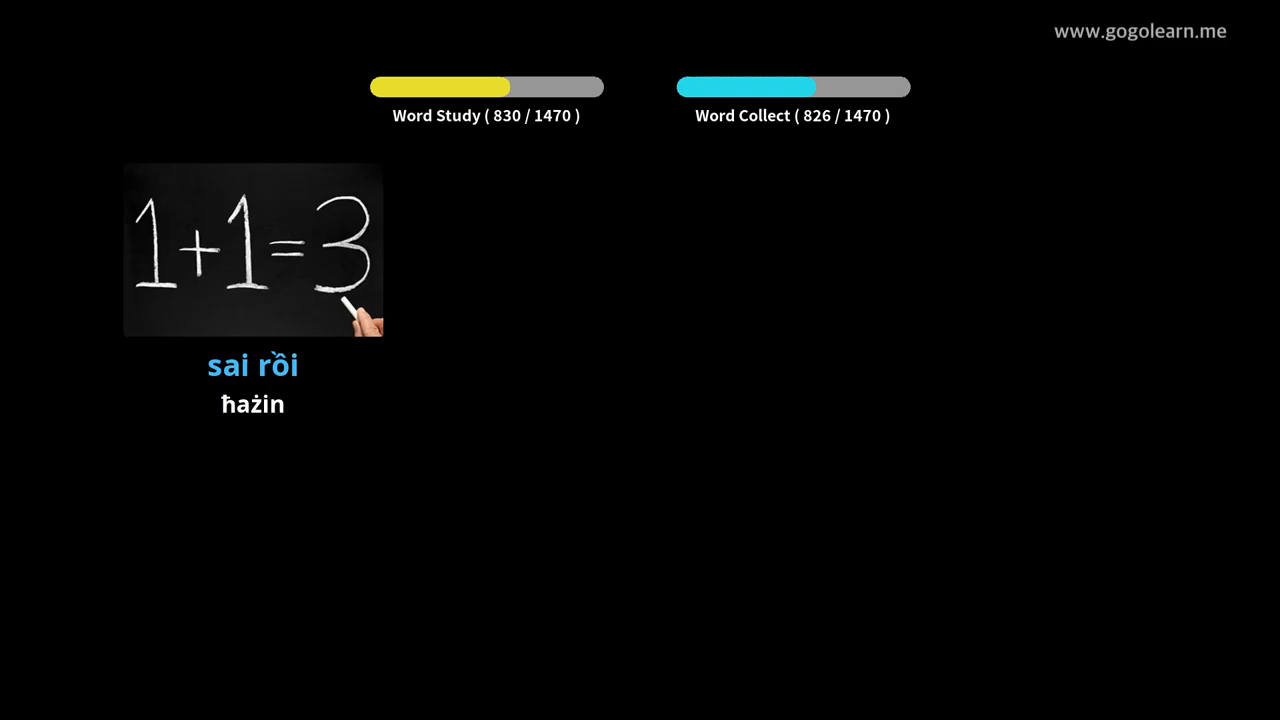 www.gogolearn.me
Word Study ( 830 / 1470 )
Word Collect ( 826 / 1470 )
1+1=3
sai rồi
ħażin